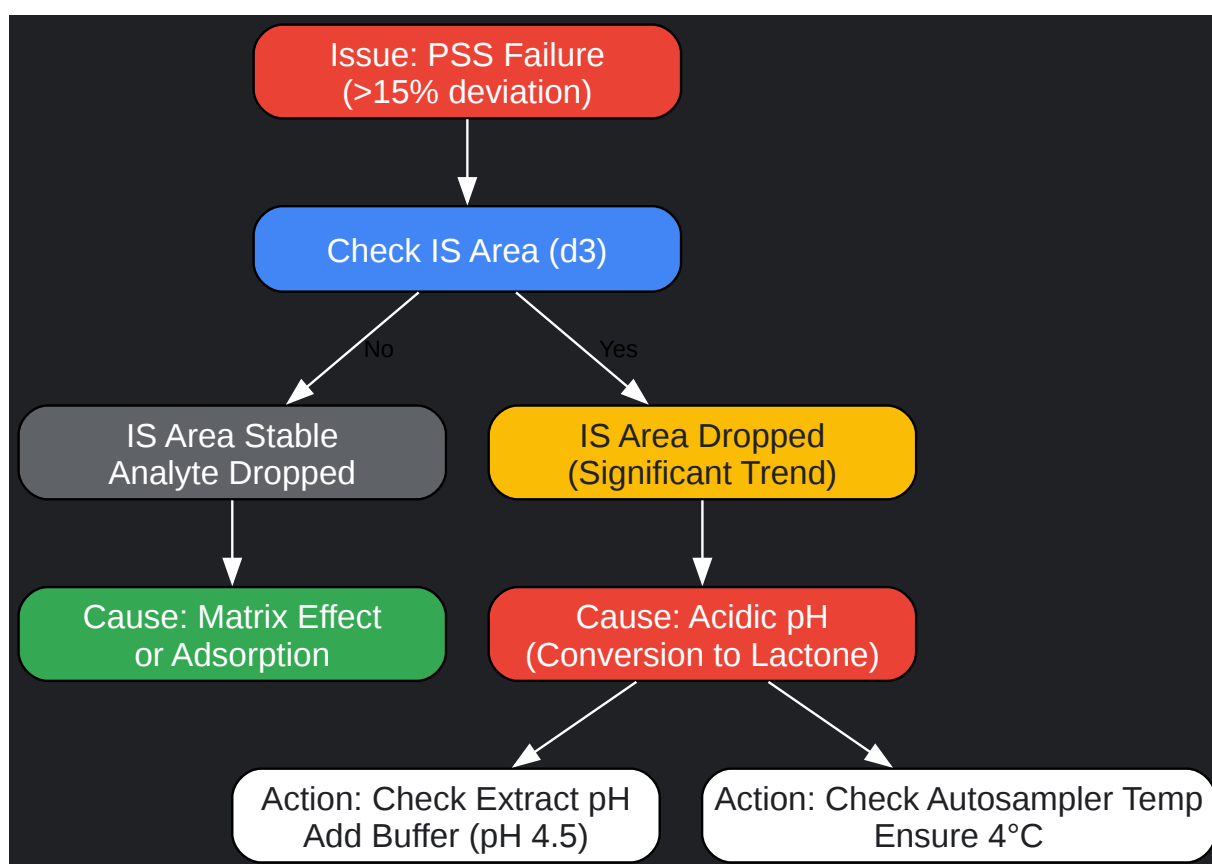 Issue: PSS Failure
(>15% deviation)
Check IS Area (d3)
No
Yes
IS Area Stable
Analyte Dropped
IS Area Dropped
(Significant Trend)
Cause: Matrix Effect
or Adsorption
Cause: Acidic pH
(Conversion to Lactone)
Action: Check Extract pH
Add Buffer (pH 4.5)
Action: Check Autosampler Temp
Ensure 4°C